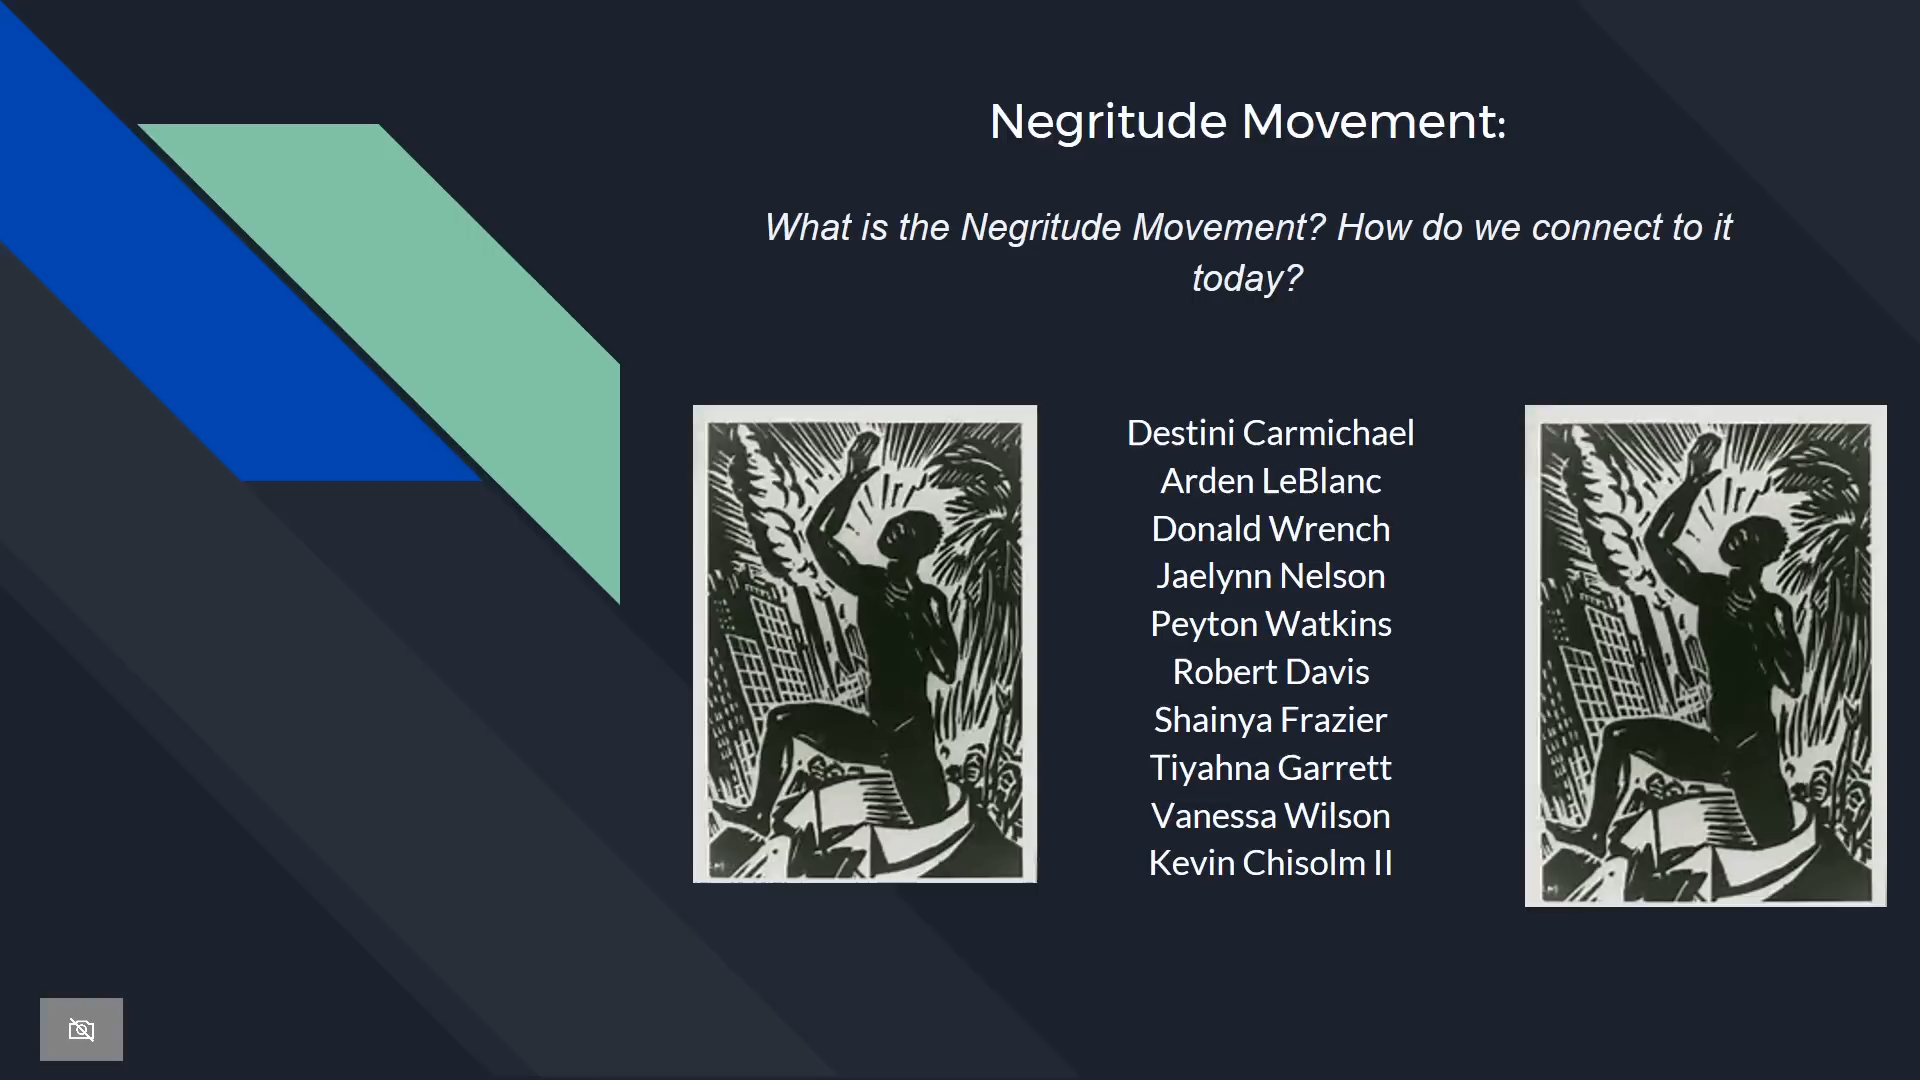 Negritude Movement:
What is the Negritude Movement? How do we connect to it
today?
Destini Carmichael
Arden LeBlanc
Donald Wrench
Jaelynn Nelson
Peyton Watkins
Robert Davis
Shainya Frazier
Tiyahna Garrett
Vanessa Wilson
Kevin Chisolm II